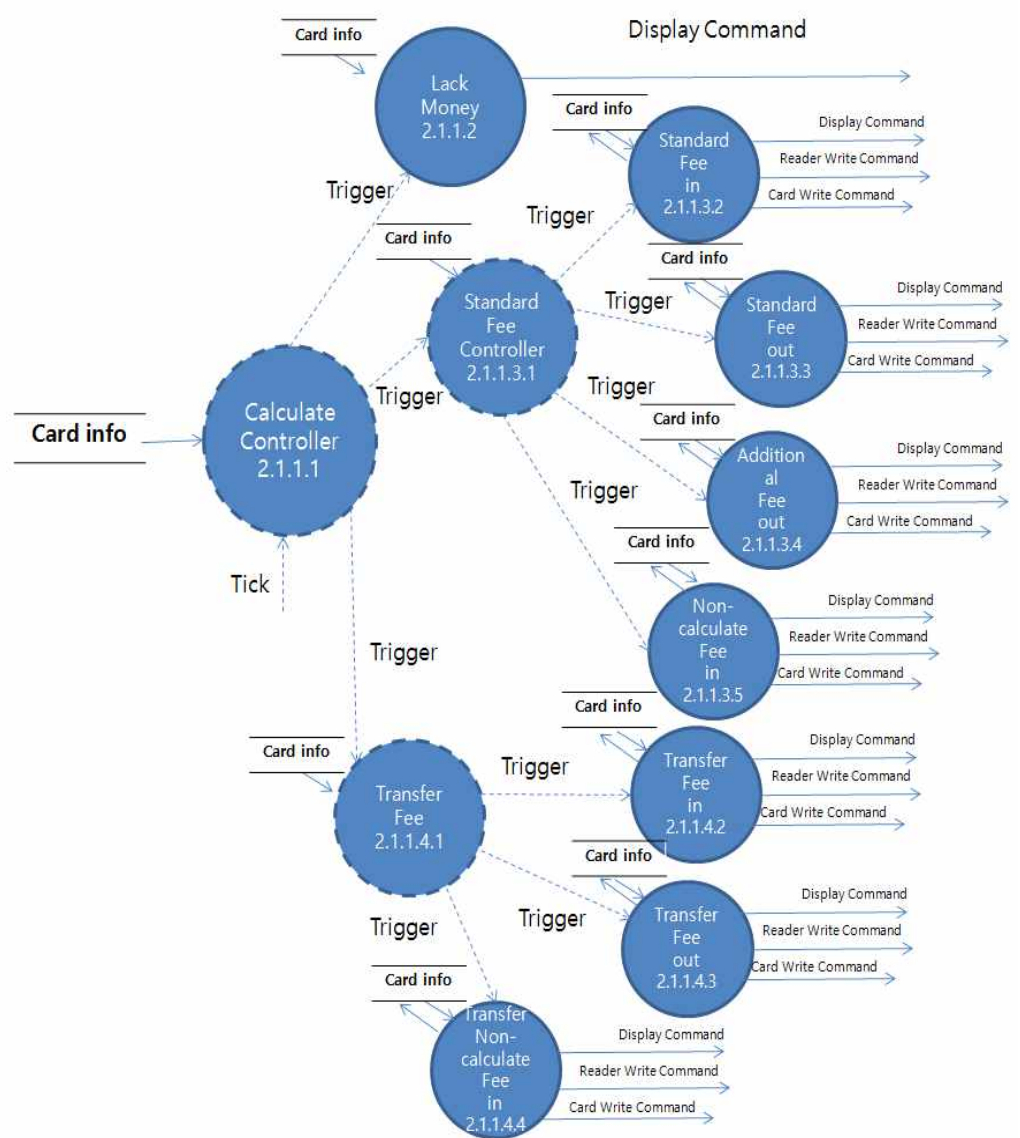 Card info
Display Command
Lack
Money
2.1.1.2
Card info
Standard
Fee
in
2.1.1.3.2
Display Command
Reader Write Command
Card Write Command
Trigger
Trigger
Card info
Card info
Standard
Fee
Controller
2.1.1.3.1
Trigger
Standard
Fee
out
2.1.1.3.3
Display Command
Reader Write Command
Card Write Command
Trigger
Trigger
Card info
Calculate
Controller
2.1.1.1
Card info
Addition
al
Fee
out
2.1.1.3.4
Display Command
Reader Write Command
Card Write Command
Trigger
Card info
Tick
Non-
calculate
Fee
in
2.1.1.3.5
Display Command
Reader Write Command
Card Write Command
Trigger
Card info
Card info
Transfer
Fee
2.1.1.4.1
Trigger
Transfer
Fee
in
2.1.1.4.2
Display Command
Reader Write Command
Card Write Command
Card info
Trigger
Trigger
Transfer
Fee
out
2.1.1.4.3
Display Command
Reader Write Command
Card Write Command
Card info
Transfer
Non-
calculate
Fee
in
2.1.1.4.4
Display Command
Reader Write Command
Card Write Command